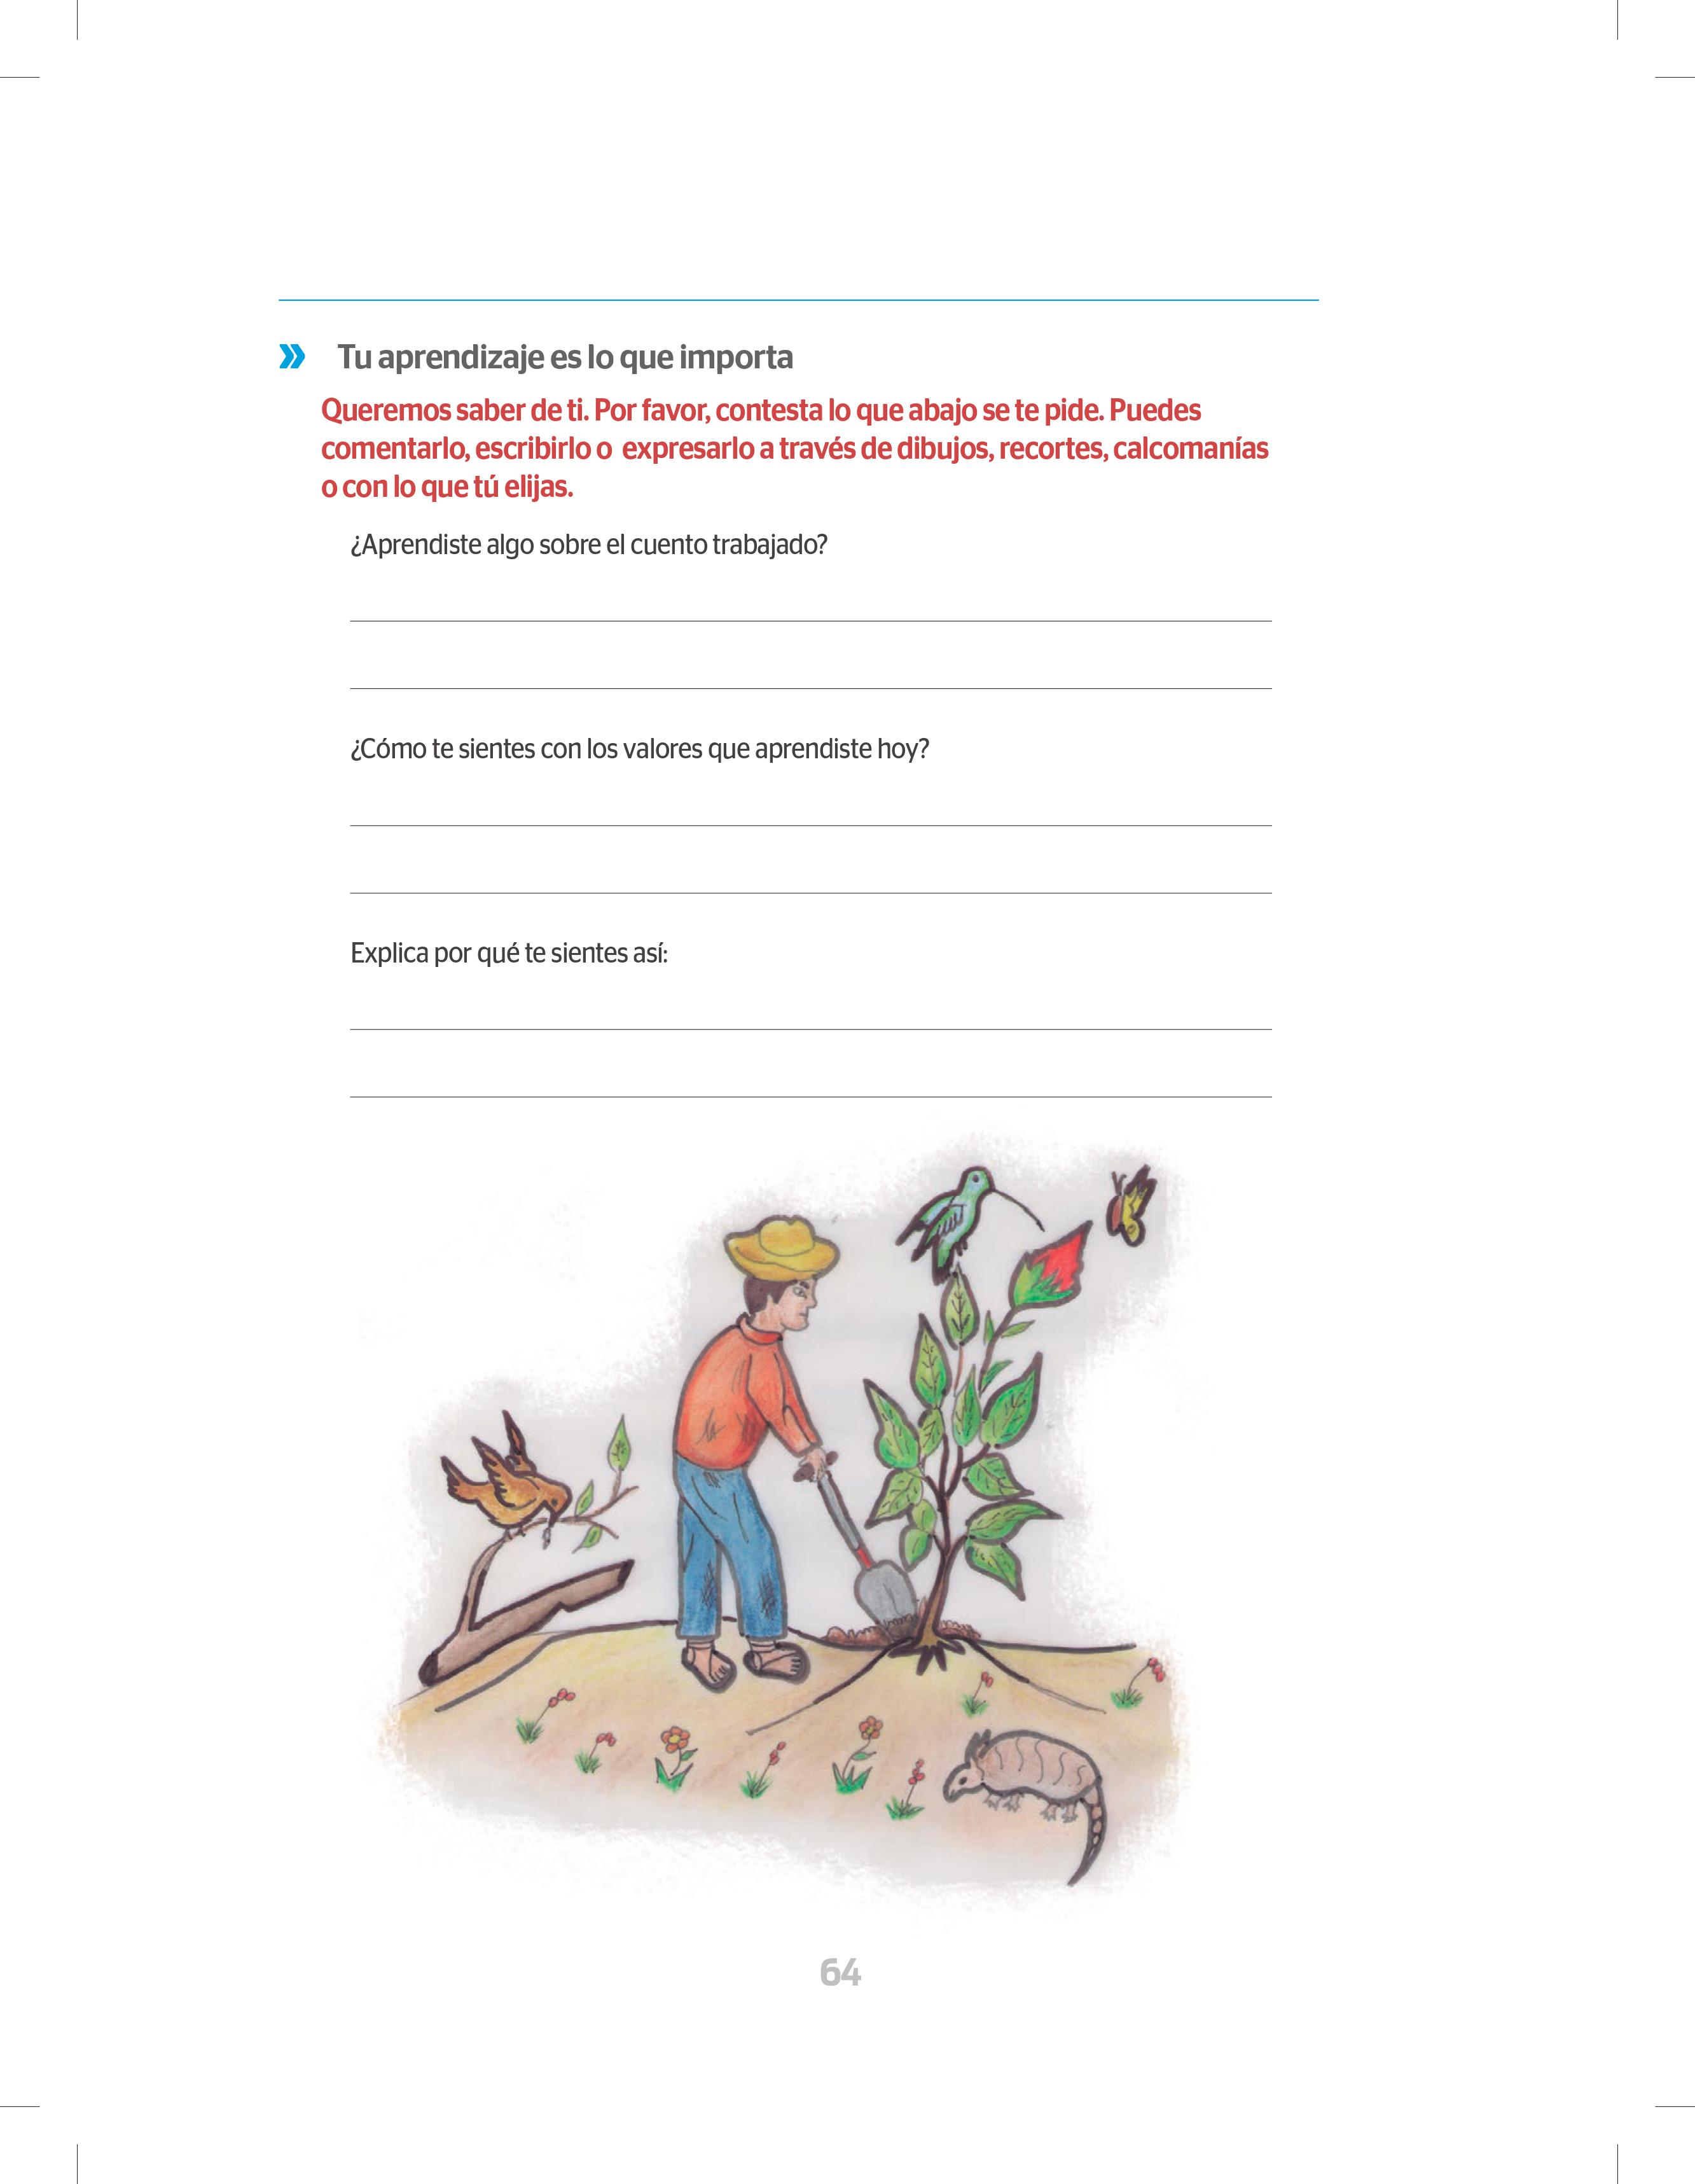 » Tu aprendizaje es lo que importa
Queremos saber de ti. Por favor, contesta lo que abajo se te pide. Puedes
comentarlo, escribirlo o expresarlo a través de dibujos, recortes, calcomanías
o con lo que tú elijas.
¿Aprendiste algo sobre el cuento trabajado?
¿Cómo te sientes con los valores que aprendiste hoy?
Explica por qué te sientes así:
64